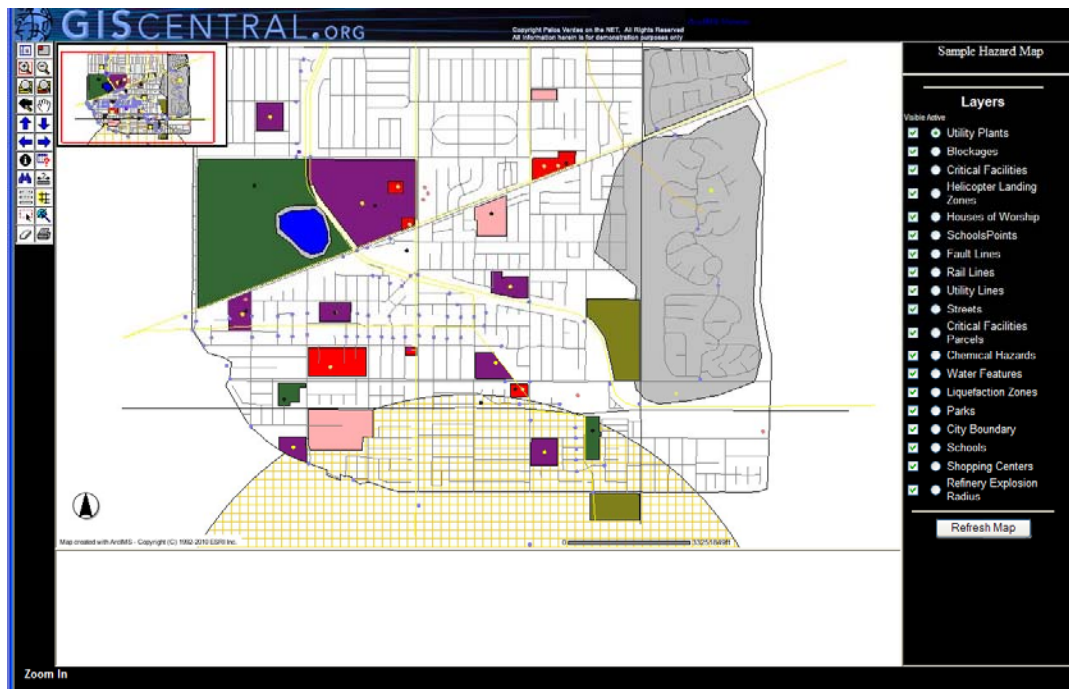 GISCENTRAL.ORG
Copyright Palos Verdes on the NET, All Rights Reserved
All information herein is for demonstration purposes only
Sample Hazard Map
Layers
Visible Active
Utility Plants
Blockages
Critical Facilities
Helicopter Landing
Zones
Houses of Worship
SchoolsPoints
Fault Lines
Rail Lines
Utility Lines
Streets
Critical Facilities
Parcels
Chemical Hazards
Water Features
Liquefaction Zones
Parks
City Boundary
Schools
Shopping Centers
Refinery Explosion
Radius
Refresh Map
Map created with ArcIMS - Copyright (C) 1992-2010 ESRI Inc.
0
Zoom In